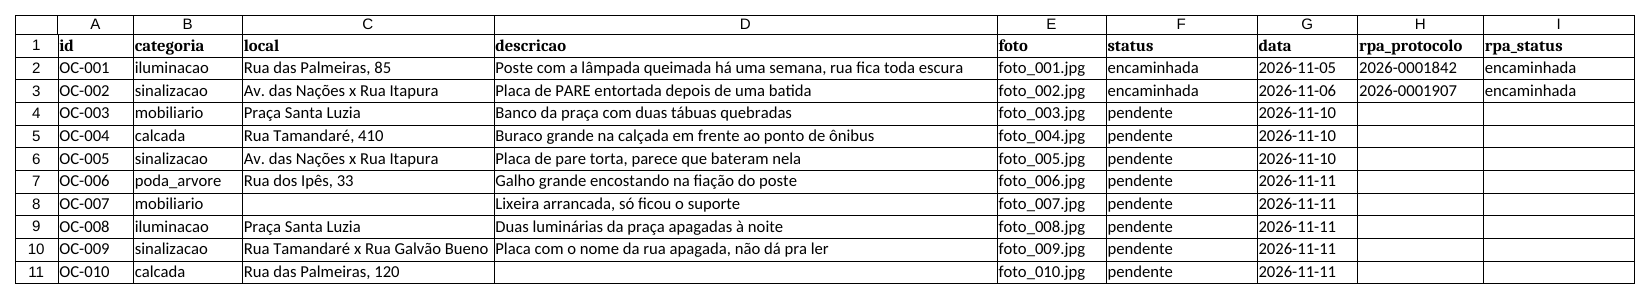 A B C D E F G H I
1 id categoria local descricao foto status data rpa_protocolo rpa_status
2 OC-001 iluminacao Rua das Palmeiras, 85 Poste com a lâmpada queimada há uma semana, rua fica toda escura foto_001.jpg encaminhada 2026-11-05 2026-0001842 encaminhada
3 OC-002 sinalizacao Av. das Nações x Rua Itapura Placa de PARE entortada depois de uma batida foto_002.jpg encaminhada 2026-11-06 2026-0001907 encaminhada
4 OC-003 mobiliario Praça Santa Luzia Banco da praça com duas tábuas quebradas foto_003.jpg pendente 2026-11-10
5 OC-004 calcada Rua Tamandaré, 410 Buraco grande na calçada em frente ao ponto de ônibus foto_004.jpg pendente 2026-11-10
6 OC-005 sinalizacao Av. das Nações x Rua Itapura Placa de pare torta, parece que bateram nela foto_005.jpg pendente 2026-11-10
7 OC-006 poda_arvore Rua dos Ipês, 33 Galho grande encostando na fiação do poste foto_006.jpg pendente 2026-11-11
8 OC-007 mobiliario Lixeira arrancada, só ficou o suporte foto_007.jpg pendente 2026-11-11
9 OC-008 iluminacao Praça Santa Luzia Duas luminárias da praça apagadas à noite foto_008.jpg pendente 2026-11-11
10 OC-009 sinalizacao Rua Tamandaré x Rua Galvão Bueno Placa com o nome da rua apagada, não dá pra ler foto_009.jpg pendente 2026-11-11
11 OC-010 calcada Rua das Palmeiras, 120 foto_010.jpg pendente 2026-11-11